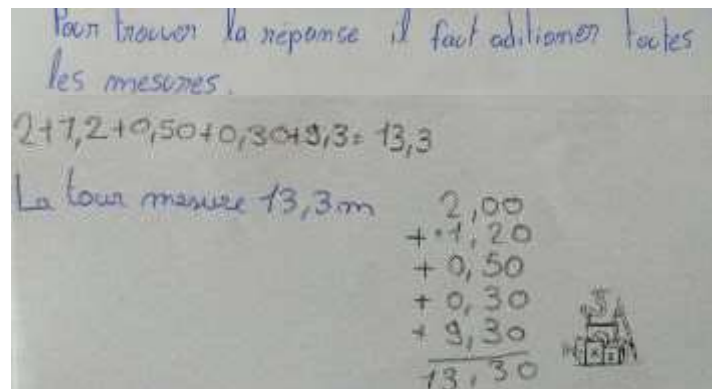 Pour trouver la réponse il faut aditioner toutes
les mesures.
2+1,2+0,50+0,30+9,3= 13,3
La tour mesure 13,3m
2,00
+ 1,20
+ 0,50
+ 0,30
+ 9,30
13,30